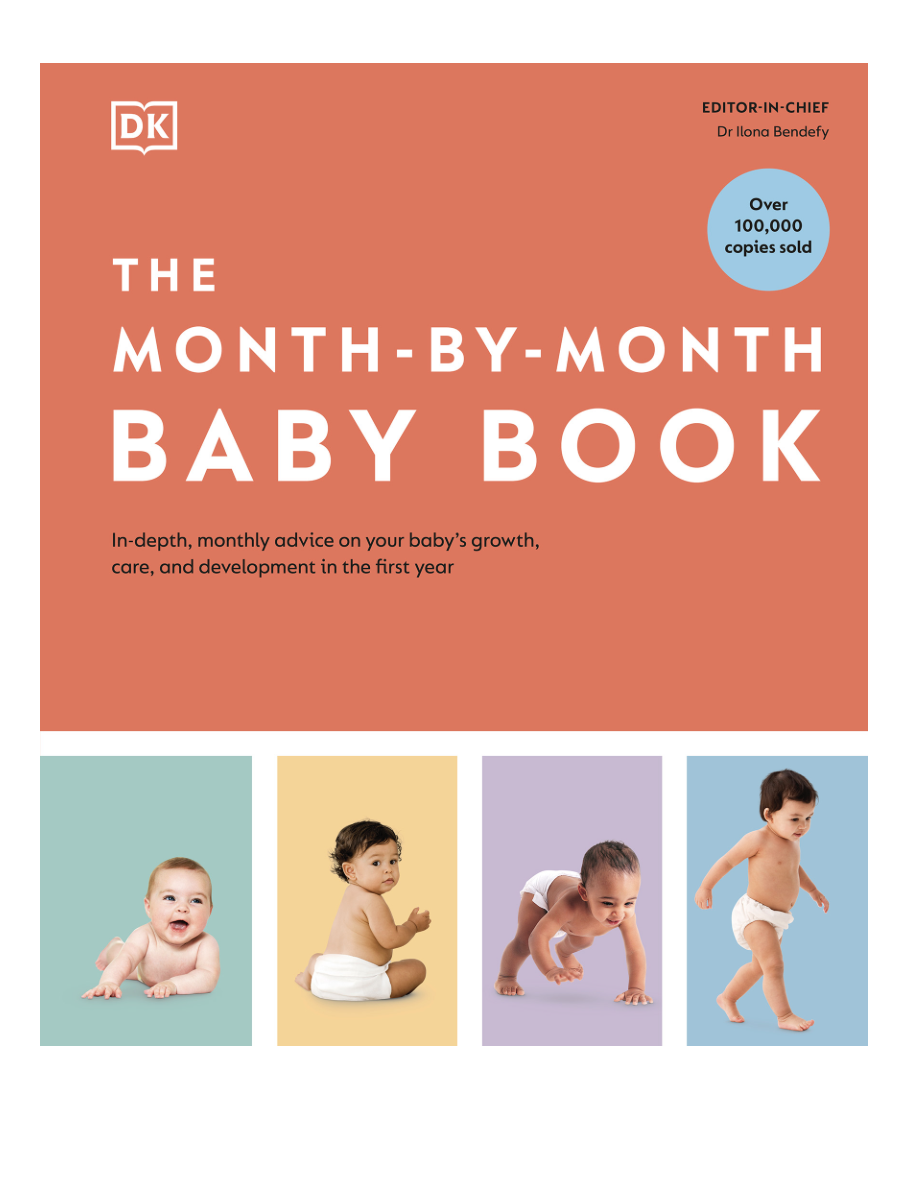 DK
EDITOR-IN-CHIEF
Dr Ilona Bendefy
Over
100,000
copies sold
THE
MONTH-BY-MONTH
BABY BOOK
In-depth, monthly advice on your baby's growth,
care, and development in the first year